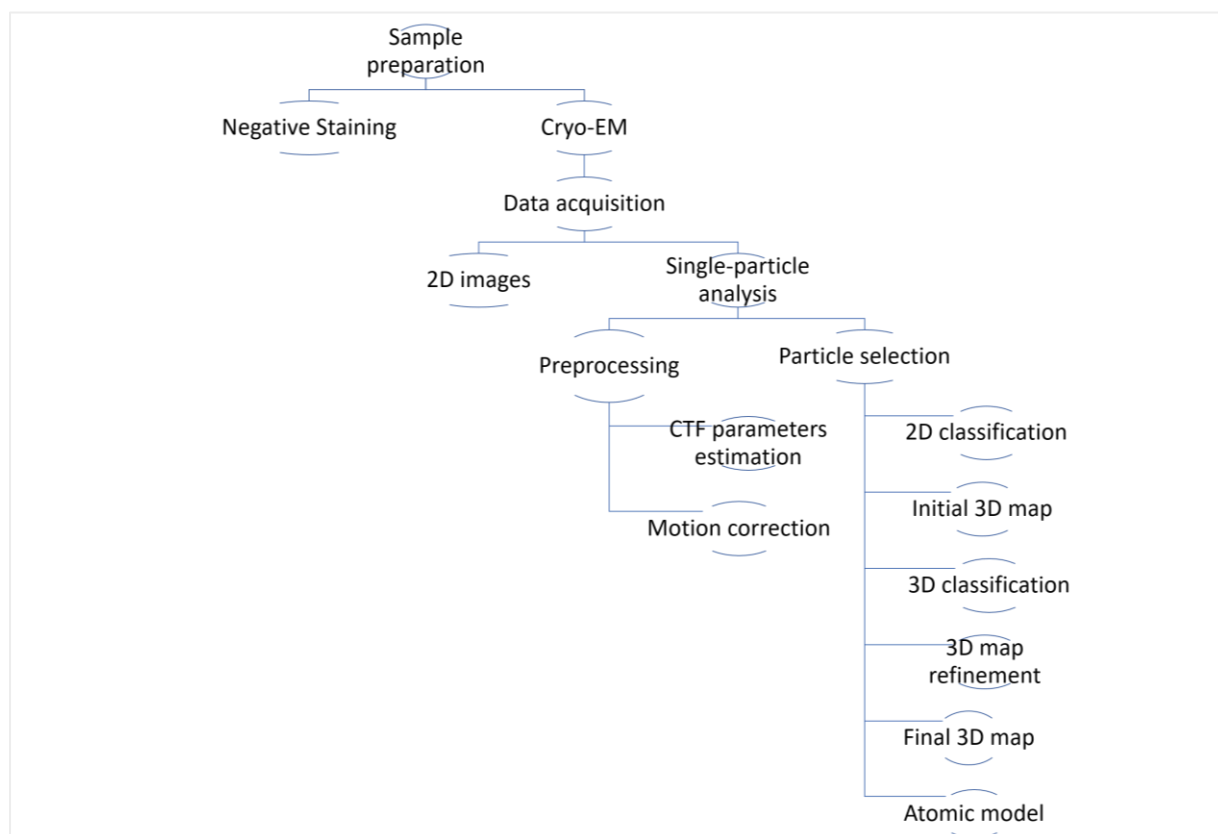 Sample
preparation
Negative Staining
Cryo-EM
Data acquisition
2D images
Single-particle
analysis
Preprocessing
Particle selection
CTF parameters
estimation
Motion correction
2D classification
Initial 3D map
3D classification
3D map
refinement
Final 3D map
Atomic model